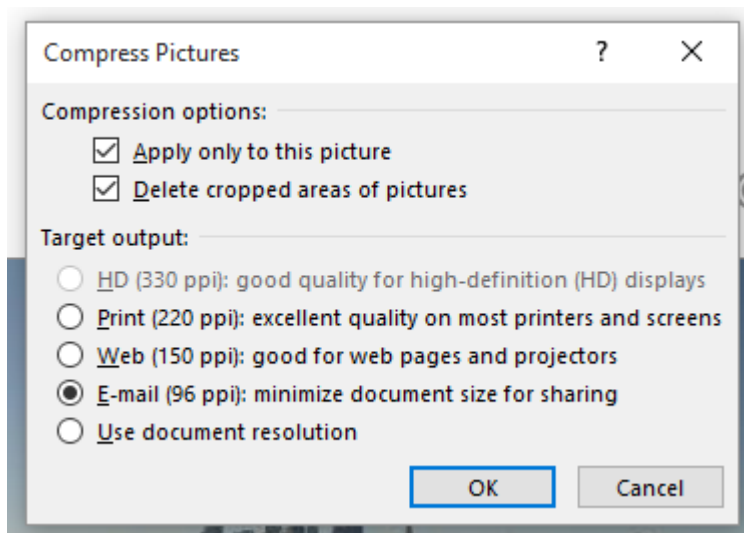 Compress Pictures ?
Compression options:
Apply only to this picture
Delete cropped areas of pictures
Target output:
HD (330 ppi): good quality for high-definition (HD) displays
Print (220 ppi): excellent quality on most printers and screens
Web (150 ppi): good for web pages and projectors
E-mail (96 ppi): minimize document size for sharing
Use document resolution
OK Cancel